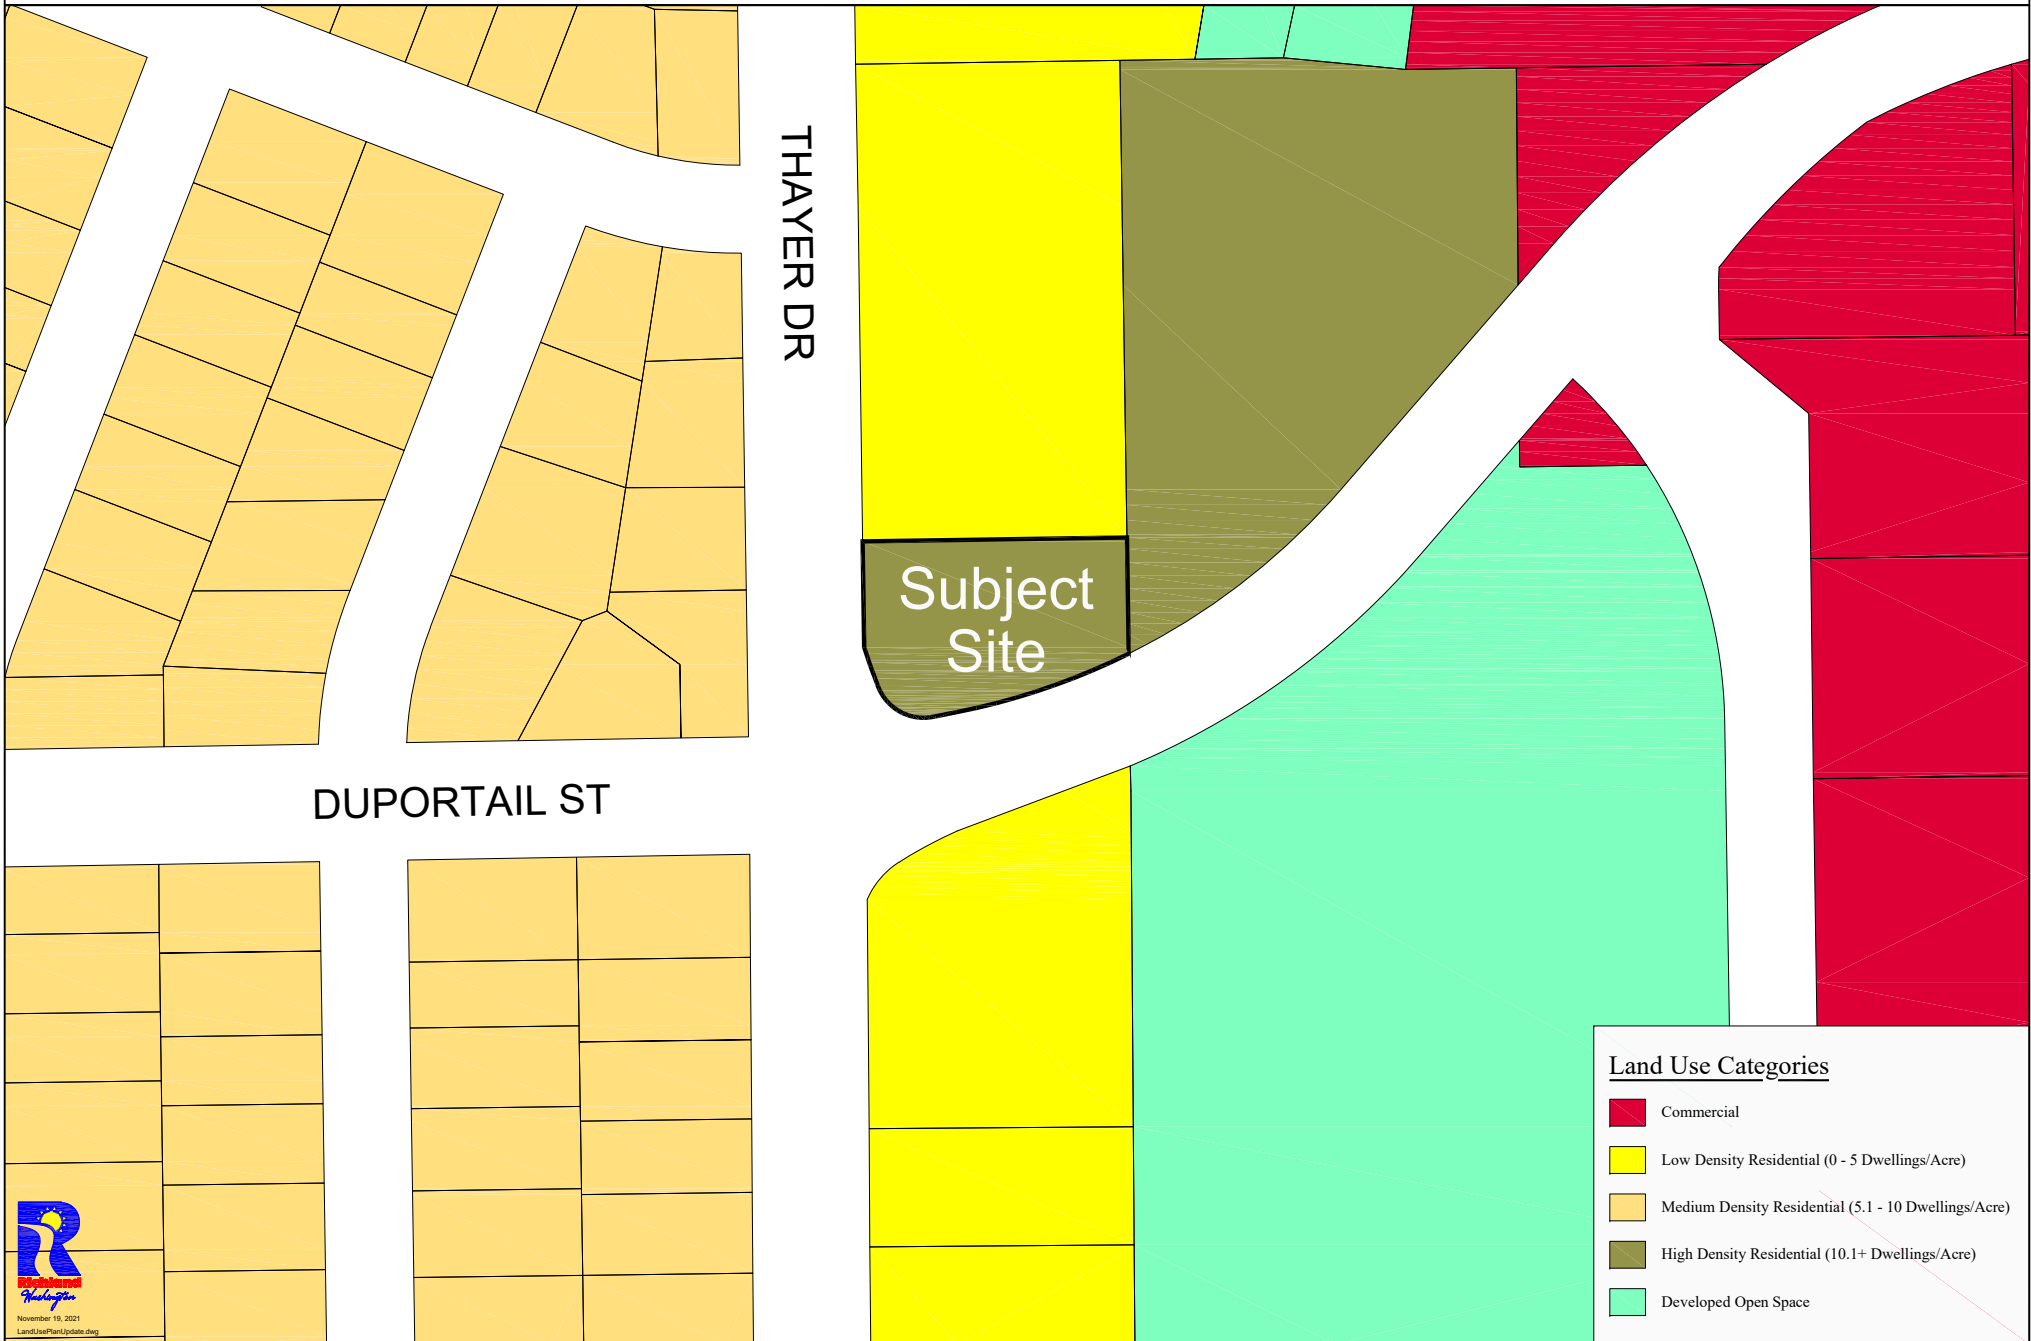 THAYER DR
Subject
Site
DUPORTAIL ST
Land Use Categories
Commercial
Low Density Residential (0 - 5 Dwellings/Acre)
Medium Density Residential (5.1 - 10 Dwellings/Acre)
High Density Residential (10.1+ Dwellings/Acre)
Developed Open Space
R
Richland
Washington
November 19, 2021
LandUsePlanUpdate.dwg